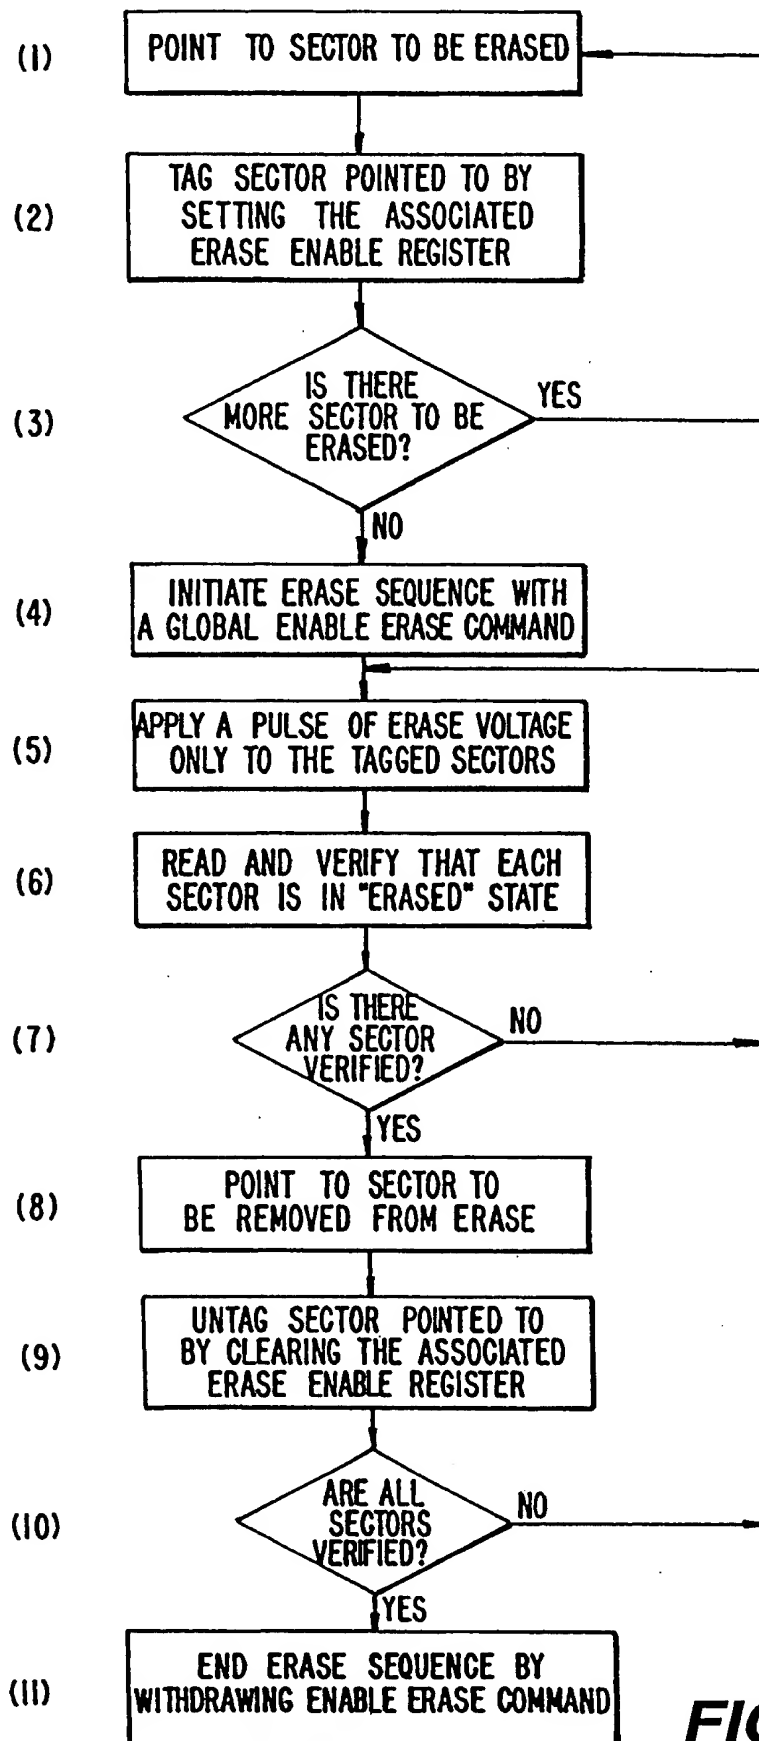 (1)
POINT TO SECTOR TO BE ERASED
(2)
TAG SECTOR POINTED TO BY
SETTING THE ASSOCIATED
ERASE ENABLE REGISTER
(3)
IS THERE
MORE SECTOR TO BE
ERASED?
YES
NO
(4)
INITIATE ERASE SEQUENCE WITH
A GLOBAL ENABLE ERASE COMMAND
(5)
APPLY A PULSE OF ERASE VOLTAGE
ONLY TO THE TAGGED SECTORS
(6)
READ AND VERIFY THAT EACH
SECTOR IS IN "ERASED" STATE
(7)
IS THERE
ANY SECTOR
VERIFIED?
NO
YES
(8)
POINT TO SECTOR TO
BE REMOVED FROM ERASE
(9)
UNTAG SECTOR POINTED TO
BY CLEARING THE ASSOCIATED
ERASE ENABLE REGISTER
(10)
ARE ALL
SECTORS
VERIFIED?
NO
YES
(11)
END ERASE SEQUENCE BY
WITHDRAWING ENABLE ERASE COMMAND